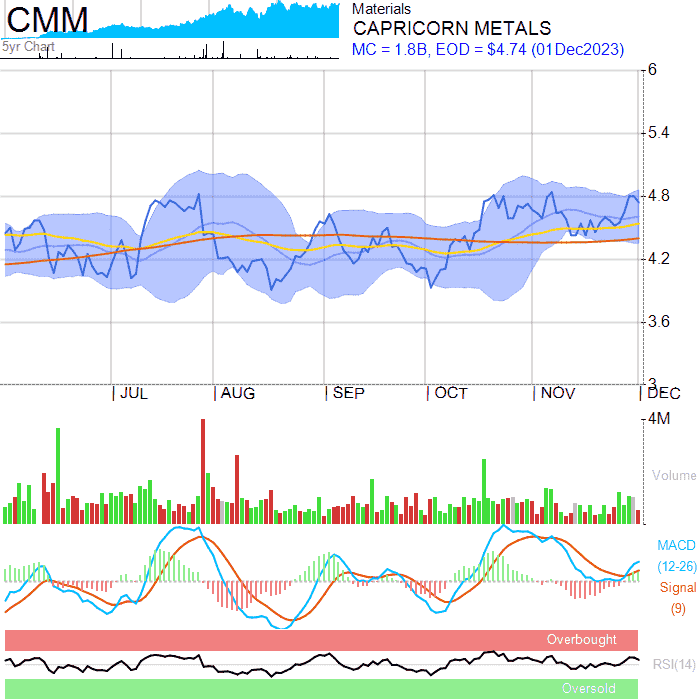 CMM
5yr Chart
Materials
CAPRICORN METALS
MC = 1.8B, EOD = $4.74 (01Dec2023)
6
5.4
4.8
4.2
3.6
3
JUL AUG SEP OCT NOV DEC
4M
Volume
MACD
(12-26)
Signal
(9)
Overbought
RSI(14)
Oversold